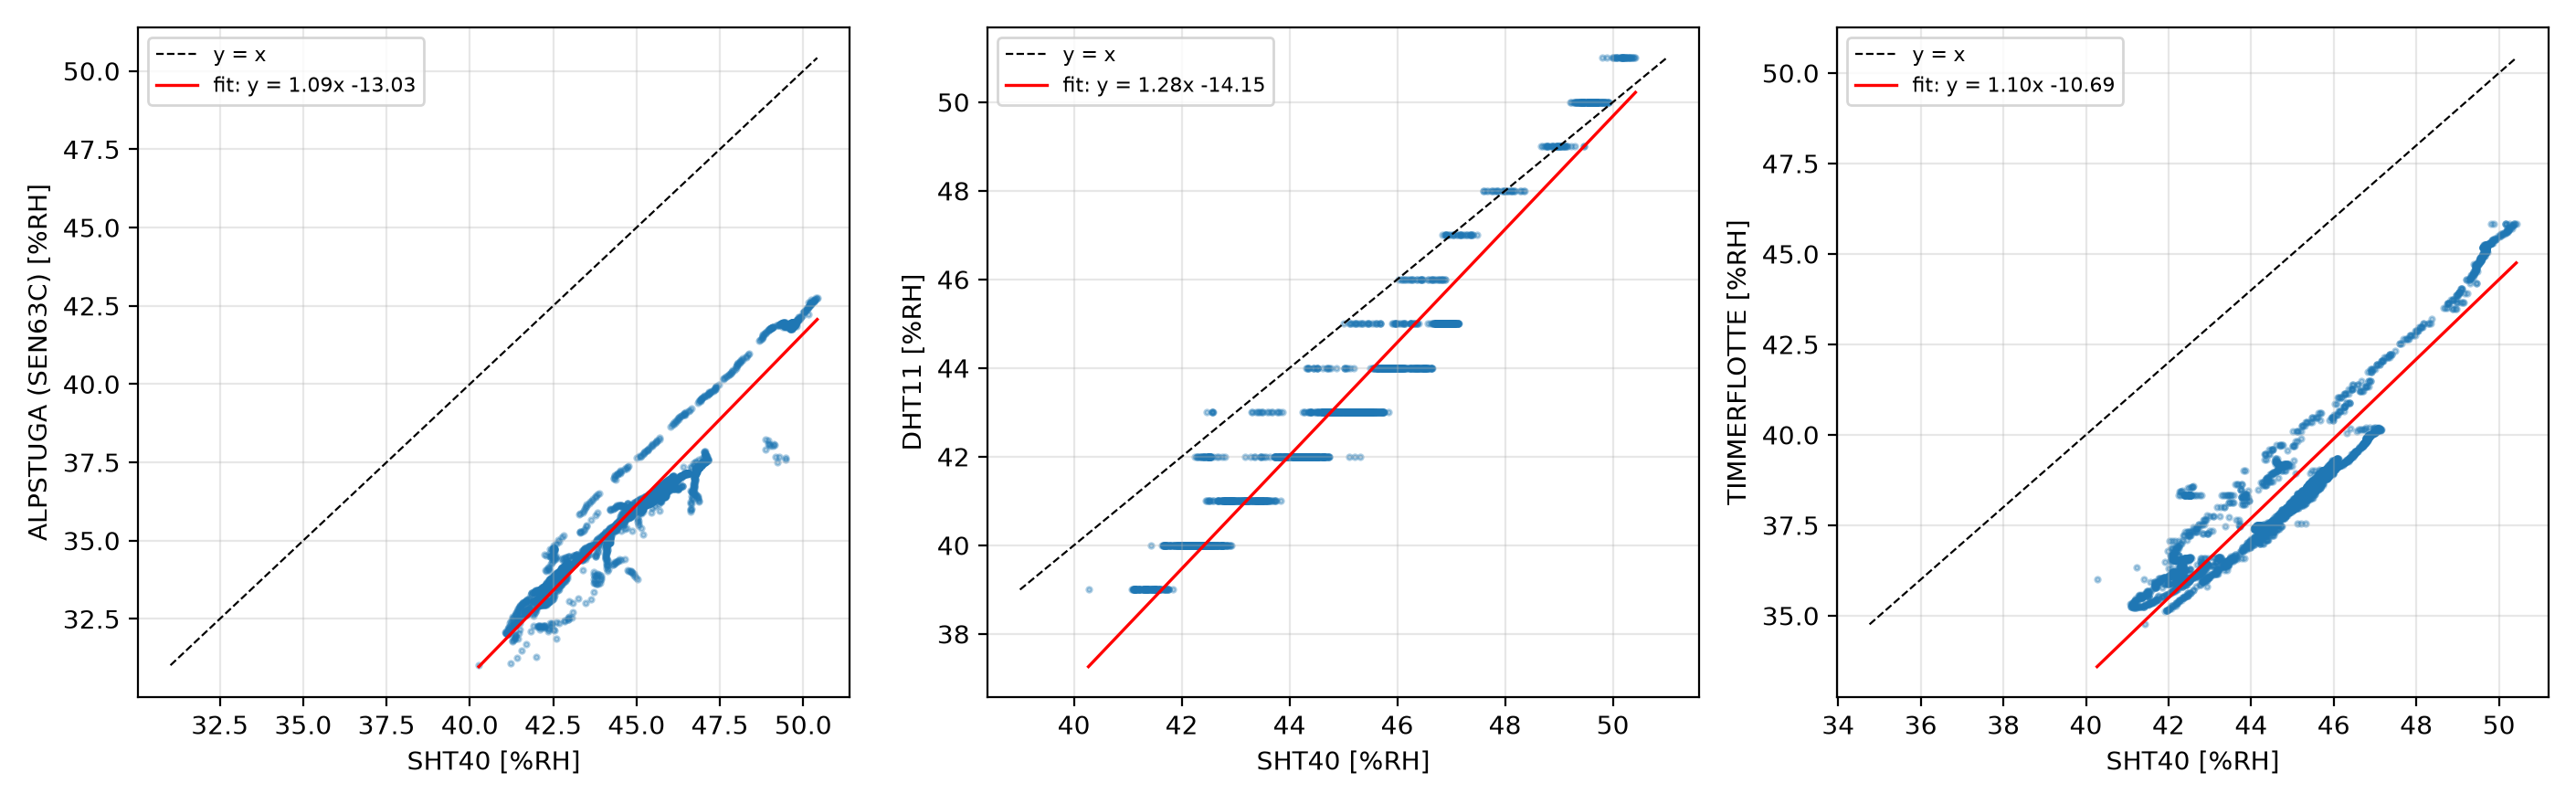 y = x
fit: y = 1.09x -13.03
50.0
47.5
45.0
42.5
40.0
37.5
35.0
32.5
ALPSTUGA (SEN63C) [%RH]
32.5 35.0 37.5 40.0 42.5 45.0 47.5 50.0
SHT40 [%RH]
y = x
fit: y = 1.28x -14.15
50
48
46
44
42
40
38
DHT11 [%RH]
40 42 44 46 48 50
SHT40 [%RH]
y = x
fit: y = 1.10x -10.69
50.0
47.5
45.0
42.5
40.0
37.5
35.0
TIMMERFLOTTE [%RH]
34 36 38 40 42 44 46 48 50
SHT40 [%RH]